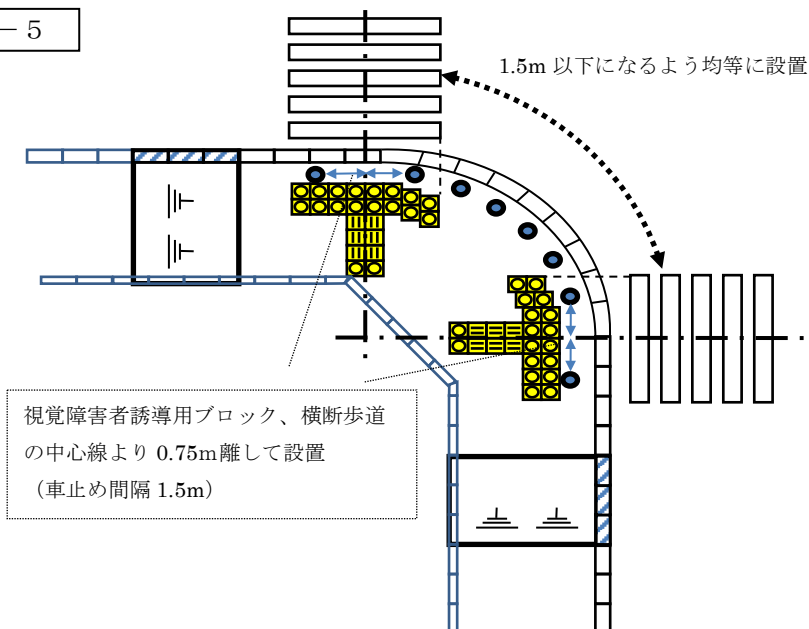 －５
1.5m 以下になるよう均等に設置
視覚障害者誘導用ブロック、横断歩道
の中心線より 0.75m離して設置
（車止め間隔 1.5m）